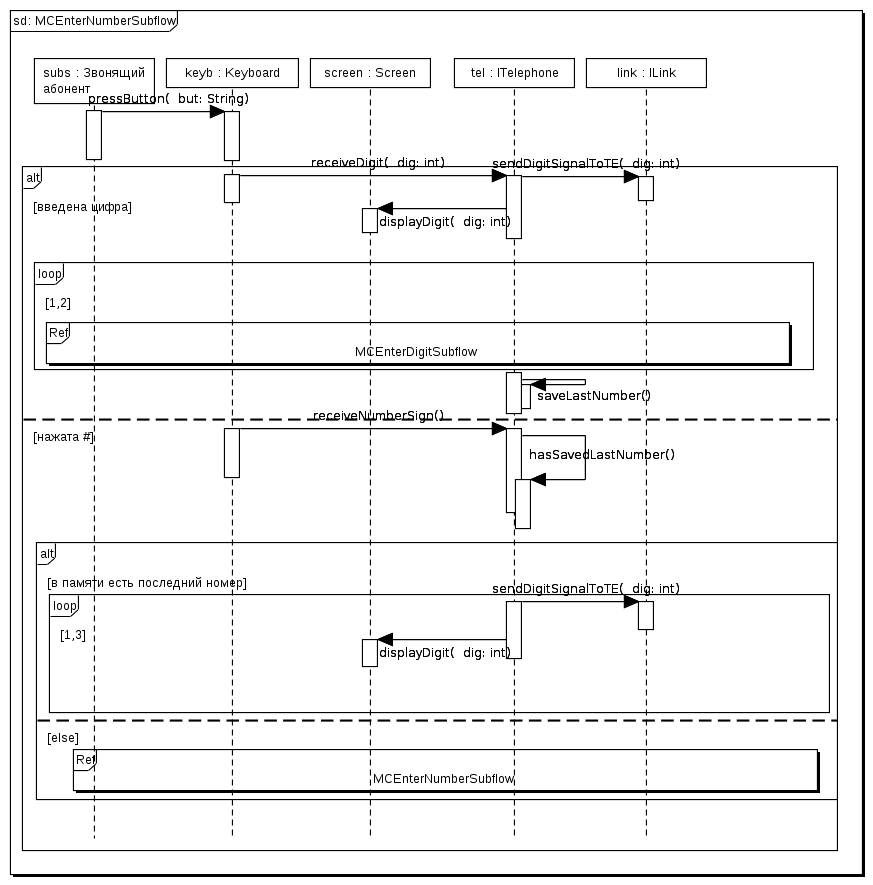 sd: MCEnterNumberSubflow
subs : Звонящий
абонент
keyb : Keyboard
screen : Screen
tel : ITelephone
link : ILink
pressButton( but: String)
alt
receiveDigit( dig: int)
sendDigitSignalToTE( dig: int)
[введена цифра]
displayDigit( dig: int)
loop
[1,2]
Ref
MCEnterDigitSubflow
saveLastNumber()
receiveNumberSign()
[нажата #]
hasSavedLastNumber()
alt
[в памяти есть последний номер]
sendDigitSignalToTE( dig: int)
loop
[1,3]
displayDigit( dig: int)
[else]
Ref
MCEnterNumberSubflow